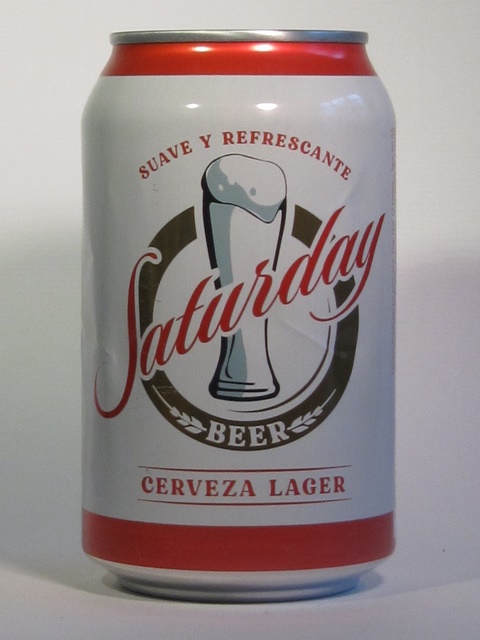 SUAVE Y REFRESCANTE
Saturday
BEER
CERVEZA LAGER